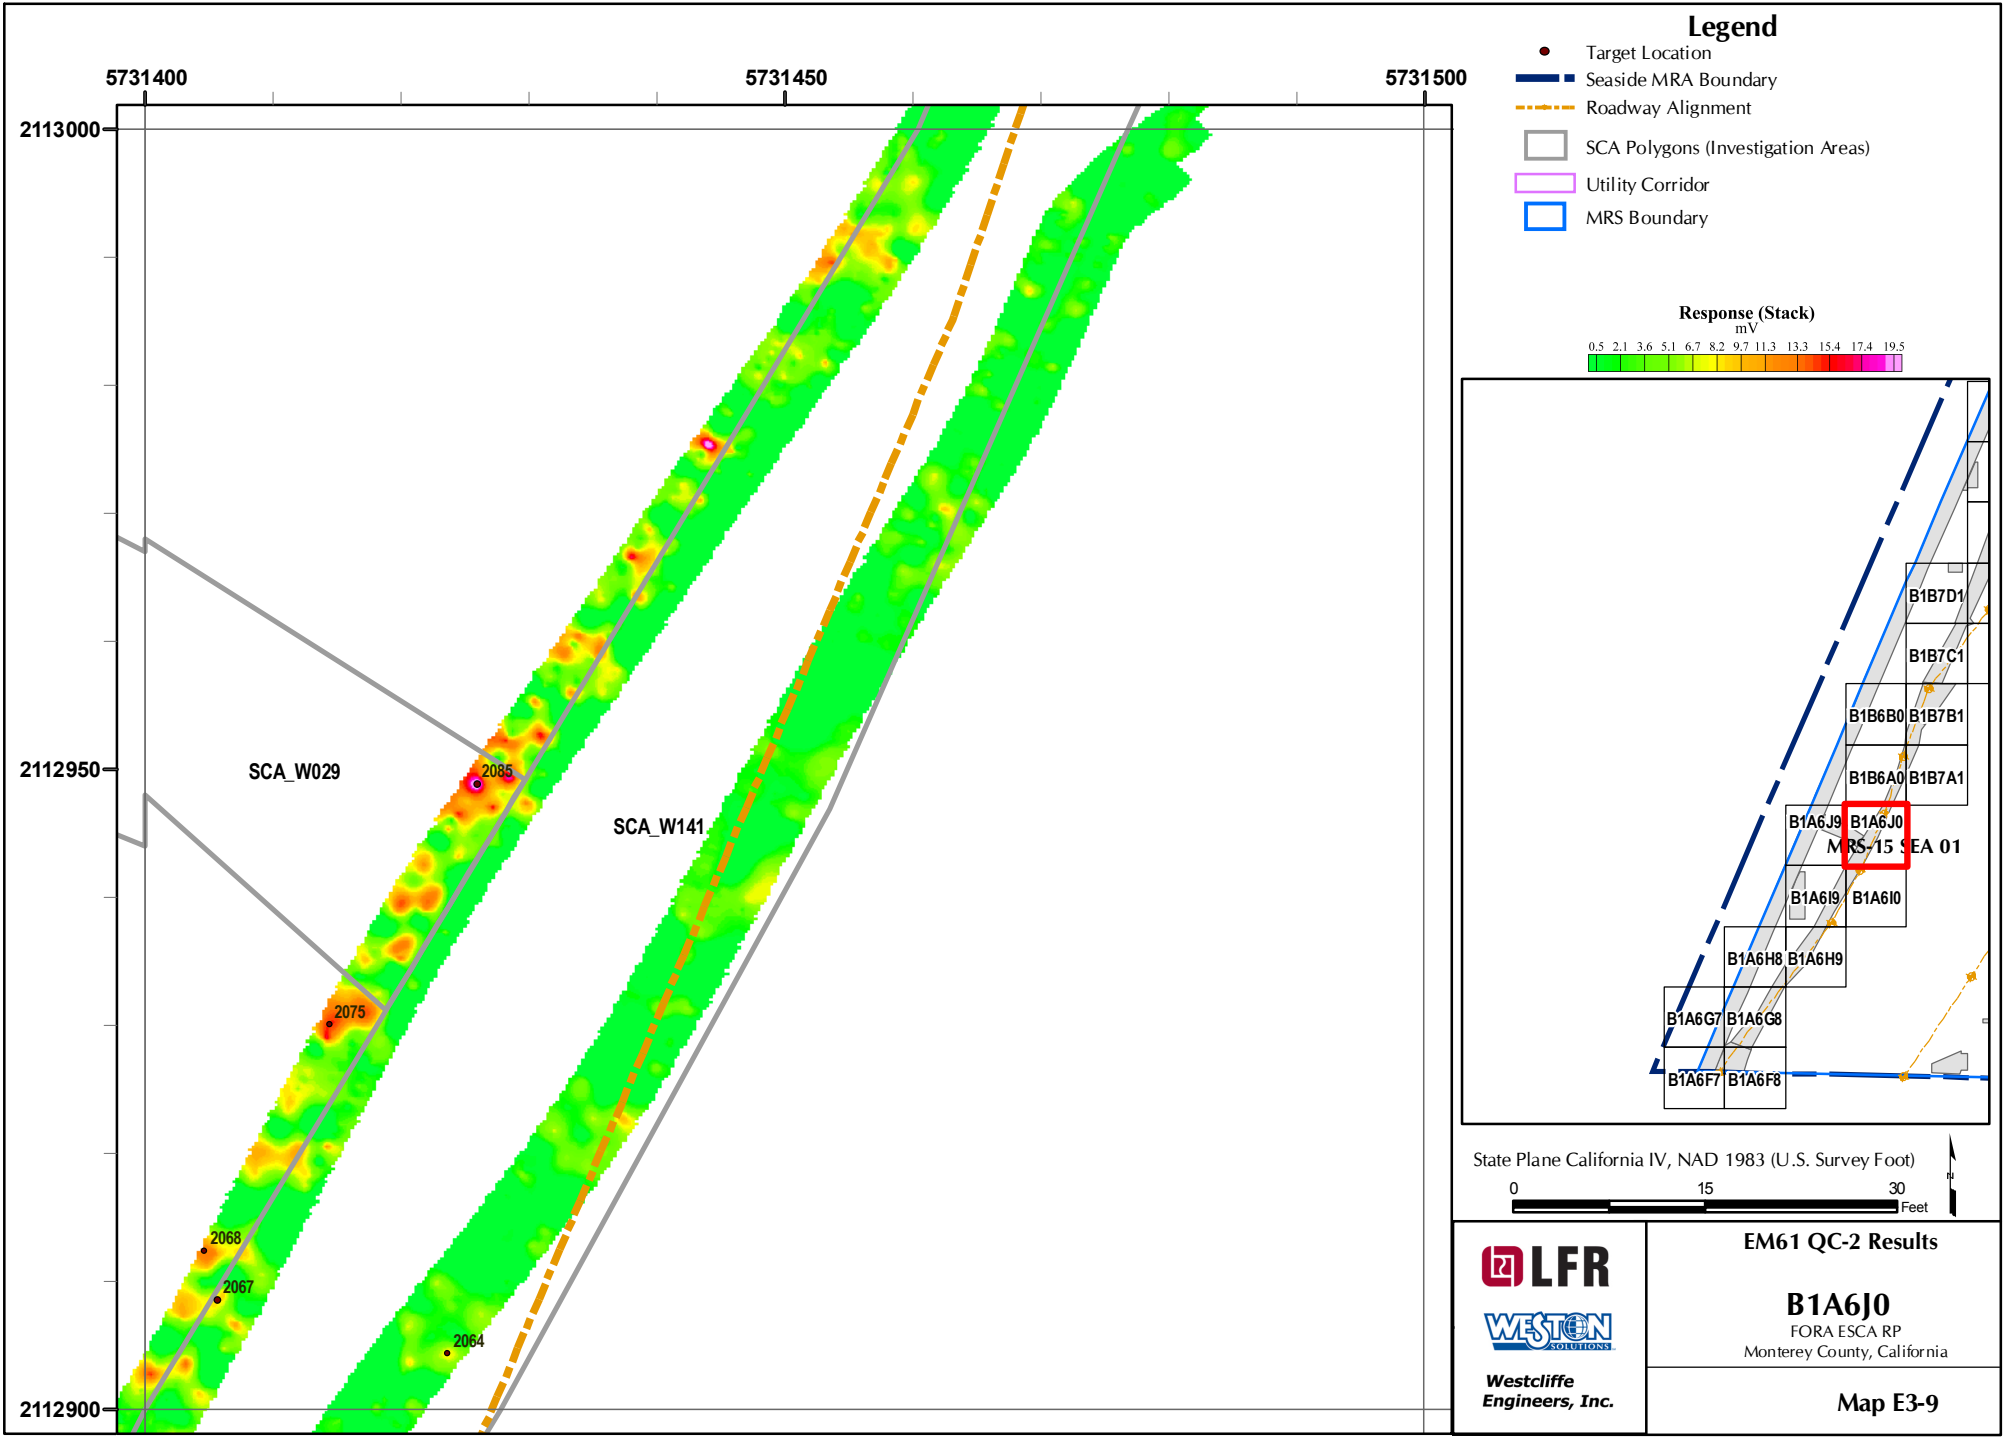 5731400
5731450
5731500
2113000
2112950
2112900
SCA_W029
SCA_W141
2085
2075
2068
2067
2064
Legend
Target Location
Seaside MRA Boundary
Roadway Alignment
SCA Polygons (Investigation Areas)
Utility Corridor
MRS Boundary
Response (Stack)
mV
0.5 2.1 3.6 5.1 6.7 8.2 9.7 11.3 13.3 15.4 17.4 19.5
B1B7D1
B1B7C1
B1B6B0 B1B7B1
B1B6A0 B1B7A1
B1A6J9 B1A6J0
MRS-15 SEA 01
B1A6I9 B1A6I0
B1A6H8 B1A6H9
B1A6G7 B1A6G8
B1A6F7 B1A6F8
State Plane California IV, NAD 1983 (U.S. Survey Foot)
0 15 30
Feet
N
LFR
WESTON
SOLUTIONS
Westcliffe
Engineers, Inc.
EM61 QC-2 Results
B1A6J0
FORA ESCA RP
Monterey County, California
Map E3-9